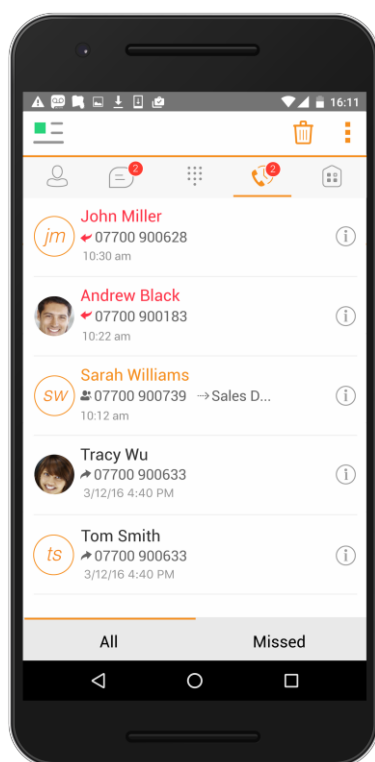 16:11
2
2
jm
John Miller
07700 900628
10:30 am
Andrew Black
07700 900183
10:22 am
sw
Sarah Williams
07700 900739 →Sales D...
10:12 am
Tracy Wu
07700 900633
3/12/16 4:40 PM
ts
Tom Smith
07700 900633
3/12/16 4:40 PM
All Missed